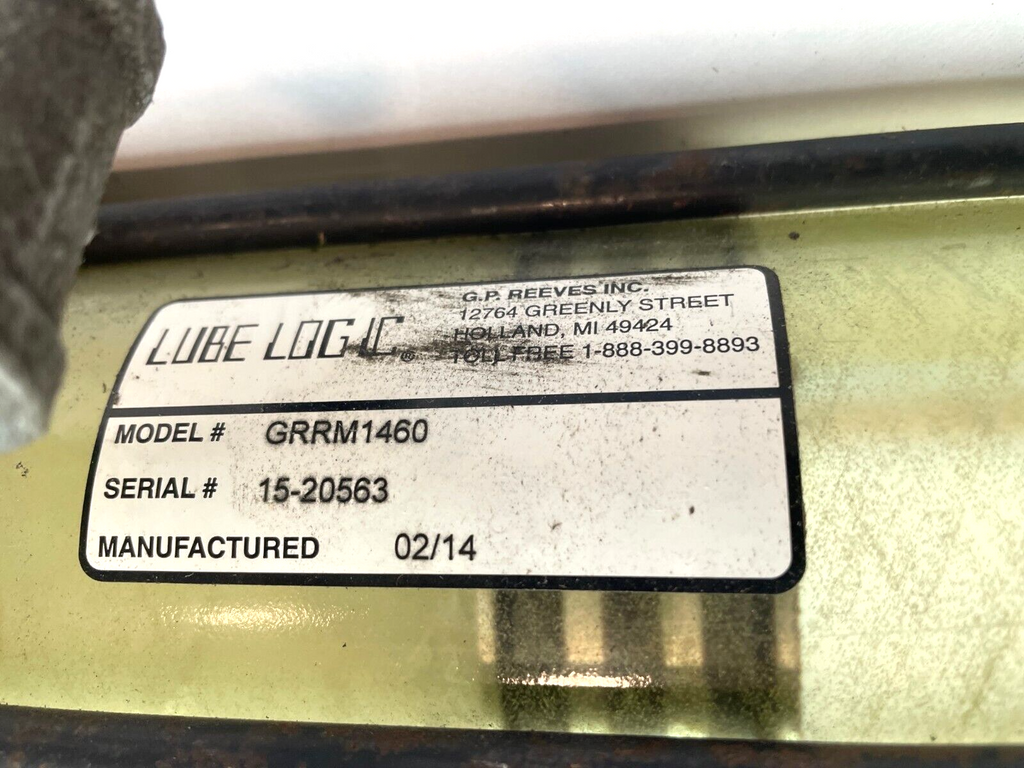 LUBE LOGIC®
G.P. REEVES INC.
12764 GREENLY STREET
HOLLAND, MI 49424
TOLL FREE 1-888-399-8893
MODEL # GRRM1460
SERIAL # 15-20563
MANUFACTURED 02/14